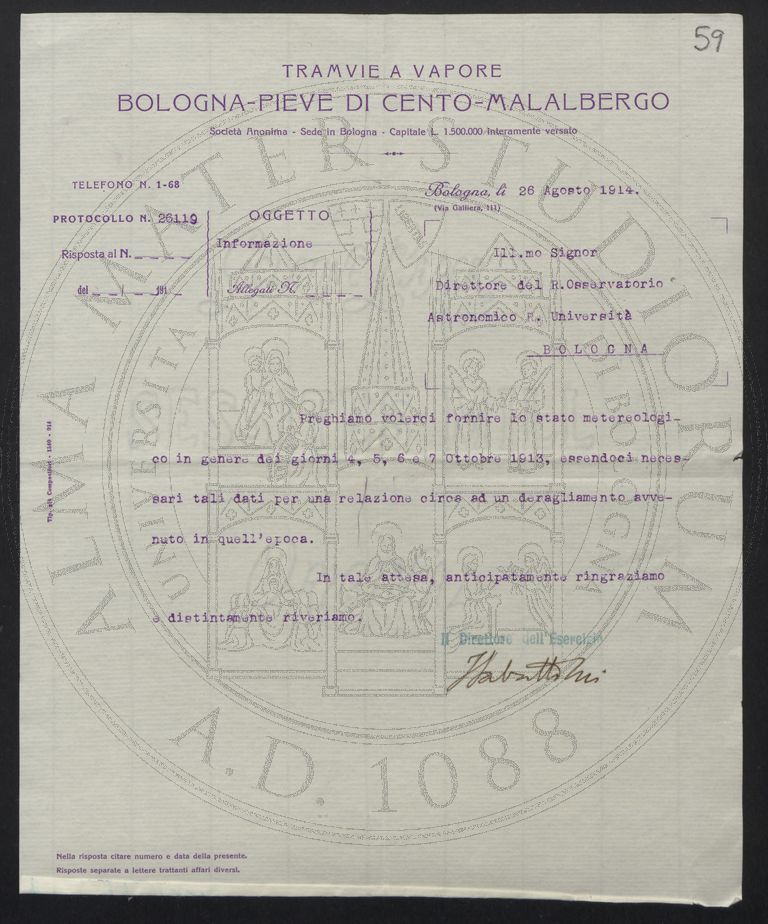 59
TRAMVIE A VAPORE
BOLOGNA-PIEVE DI CENTO-MALALBERGO
Società Anonima - Sede in Bologna - Capitale L. 1.500.000 interamente versato
TELEFONO N. 1-68
PROTOCOLLO N. 26119
Risposta al N.
del 191
OGGETTO
Informazione
Allegati N.
Bologna, li 26 Agosto 1914.
(Via Galliera, 111)
Ill.mo Signor
Direttore del R.Osservatorio
Astronomico R. Università
BOLOGNA
Preghiamo volerci fornire lo stato metereologi-
co in genere dei giorni 4, 5, 6 e 7 Ottobre 1913, essendoci neces-
sari tali dati per una relazione circa ad un deragliamento avve-
nuto in quell'epoca.
In tale attesa, anticipatamente ringraziamo
e distintamente riveriamo.
Il Direttore dell'Esercizio
Nella risposta citare numero e data della presente.
Risposte separate a lettere trattanti affari diversi.
ALMA MATER STUDIORUM
A.D. 1088